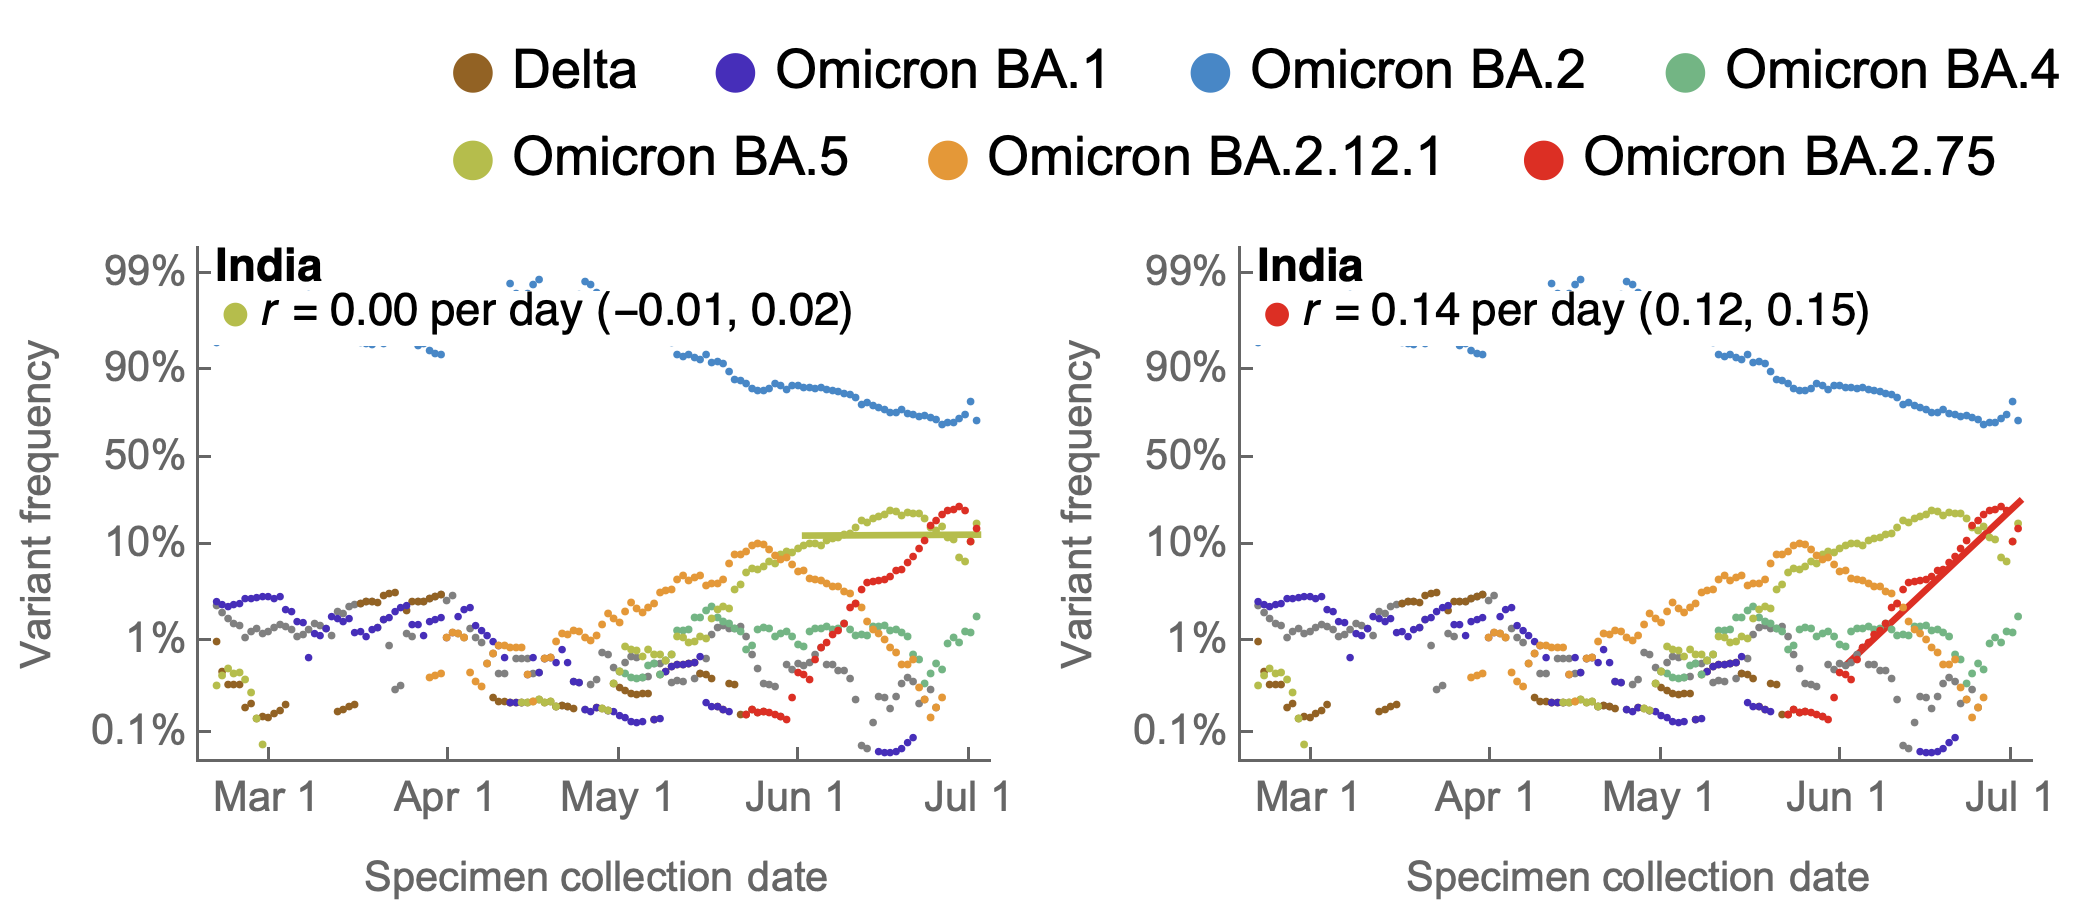 Delta Omicron BA.1 Omicron BA.2 Omicron BA.4
Omicron BA.5 Omicron BA.2.12.1 Omicron BA.2.75
India
r = 0.00 per day (−0.01, 0.02)
Variant frequency
99%
90%
50%
10%
1%
0.1%
Mar 1 Apr 1 May 1 Jun 1 Jul 1
Specimen collection date
India
r = 0.14 per day (0.12, 0.15)
Variant frequency
99%
90%
50%
10%
1%
0.1%
Mar 1 Apr 1 May 1 Jun 1 Jul 1
Specimen collection date